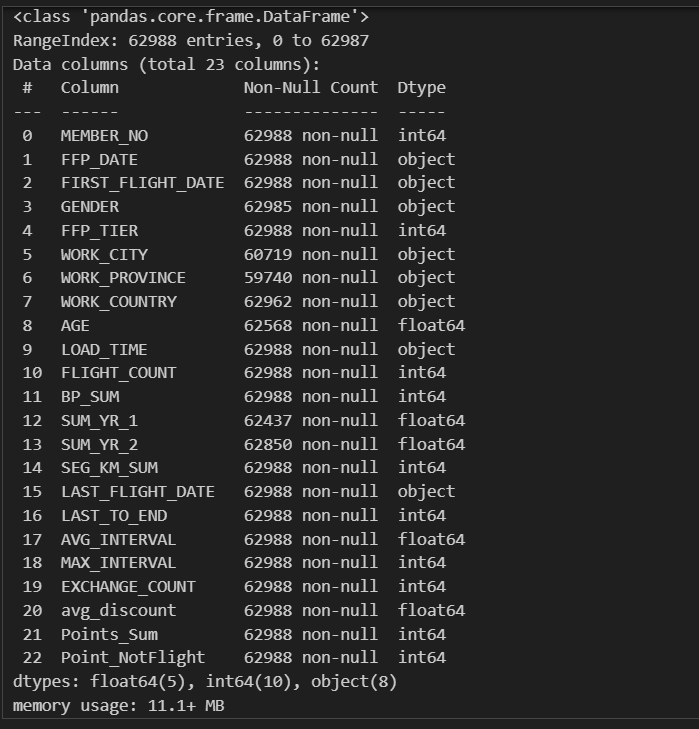 <class 'pandas.core.frame.DataFrame'>
RangeIndex: 62988 entries, 0 to 62987
Data columns (total 23 columns):
 #   Column             Non-Null Count  Dtype
---  ------             --------------  -----
 0   MEMBER_NO          62988 non-null  int64
 1   FFP_DATE           62988 non-null  object
 2   FIRST_FLIGHT_DATE  62988 non-null  object
 3   GENDER             62985 non-null  object
 4   FFP_TIER           62988 non-null  int64
 5   WORK_CITY          60719 non-null  object
 6   WORK_PROVINCE      59740 non-null  object
 7   WORK_COUNTRY       62962 non-null  object
 8   AGE                62568 non-null  float64
 9   LOAD_TIME          62988 non-null  object
 10  FLIGHT_COUNT       62988 non-null  int64
 11  BP_SUM             62988 non-null  int64
 12  SUM_YR_1           62437 non-null  float64
 13  SUM_YR_2           62850 non-null  float64
 14  SEG_KM_SUM         62988 non-null  int64
 15  LAST_FLIGHT_DATE   62988 non-null  object
 16  LAST_TO_END        62988 non-null  int64
 17  AVG_INTERVAL       62988 non-null  float64
 18  MAX_INTERVAL       62988 non-null  int64
 19  EXCHANGE_COUNT     62988 non-null  int64
 20  avg_discount       62988 non-null  float64
 21  Points_Sum         62988 non-null  int64
 22  Point_NotFlight    62988 non-null  int64
dtypes: float64(5), int64(10), object(8)
memory usage: 11.1+ MB